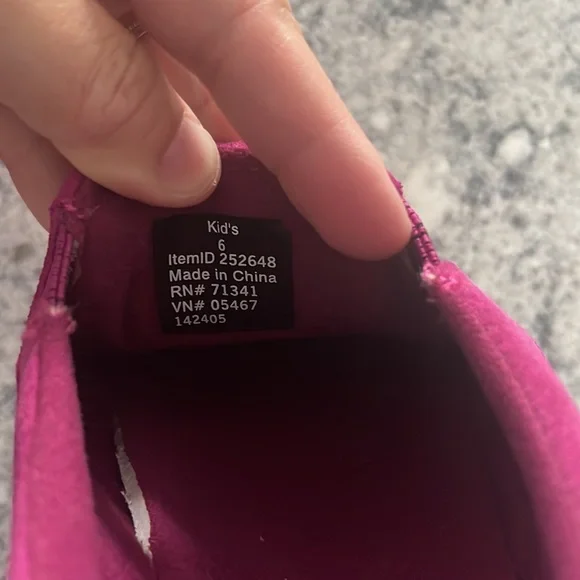 Kid's
6
ItemID 252648
Made in China
RN# 71341
VN# 05467
142405